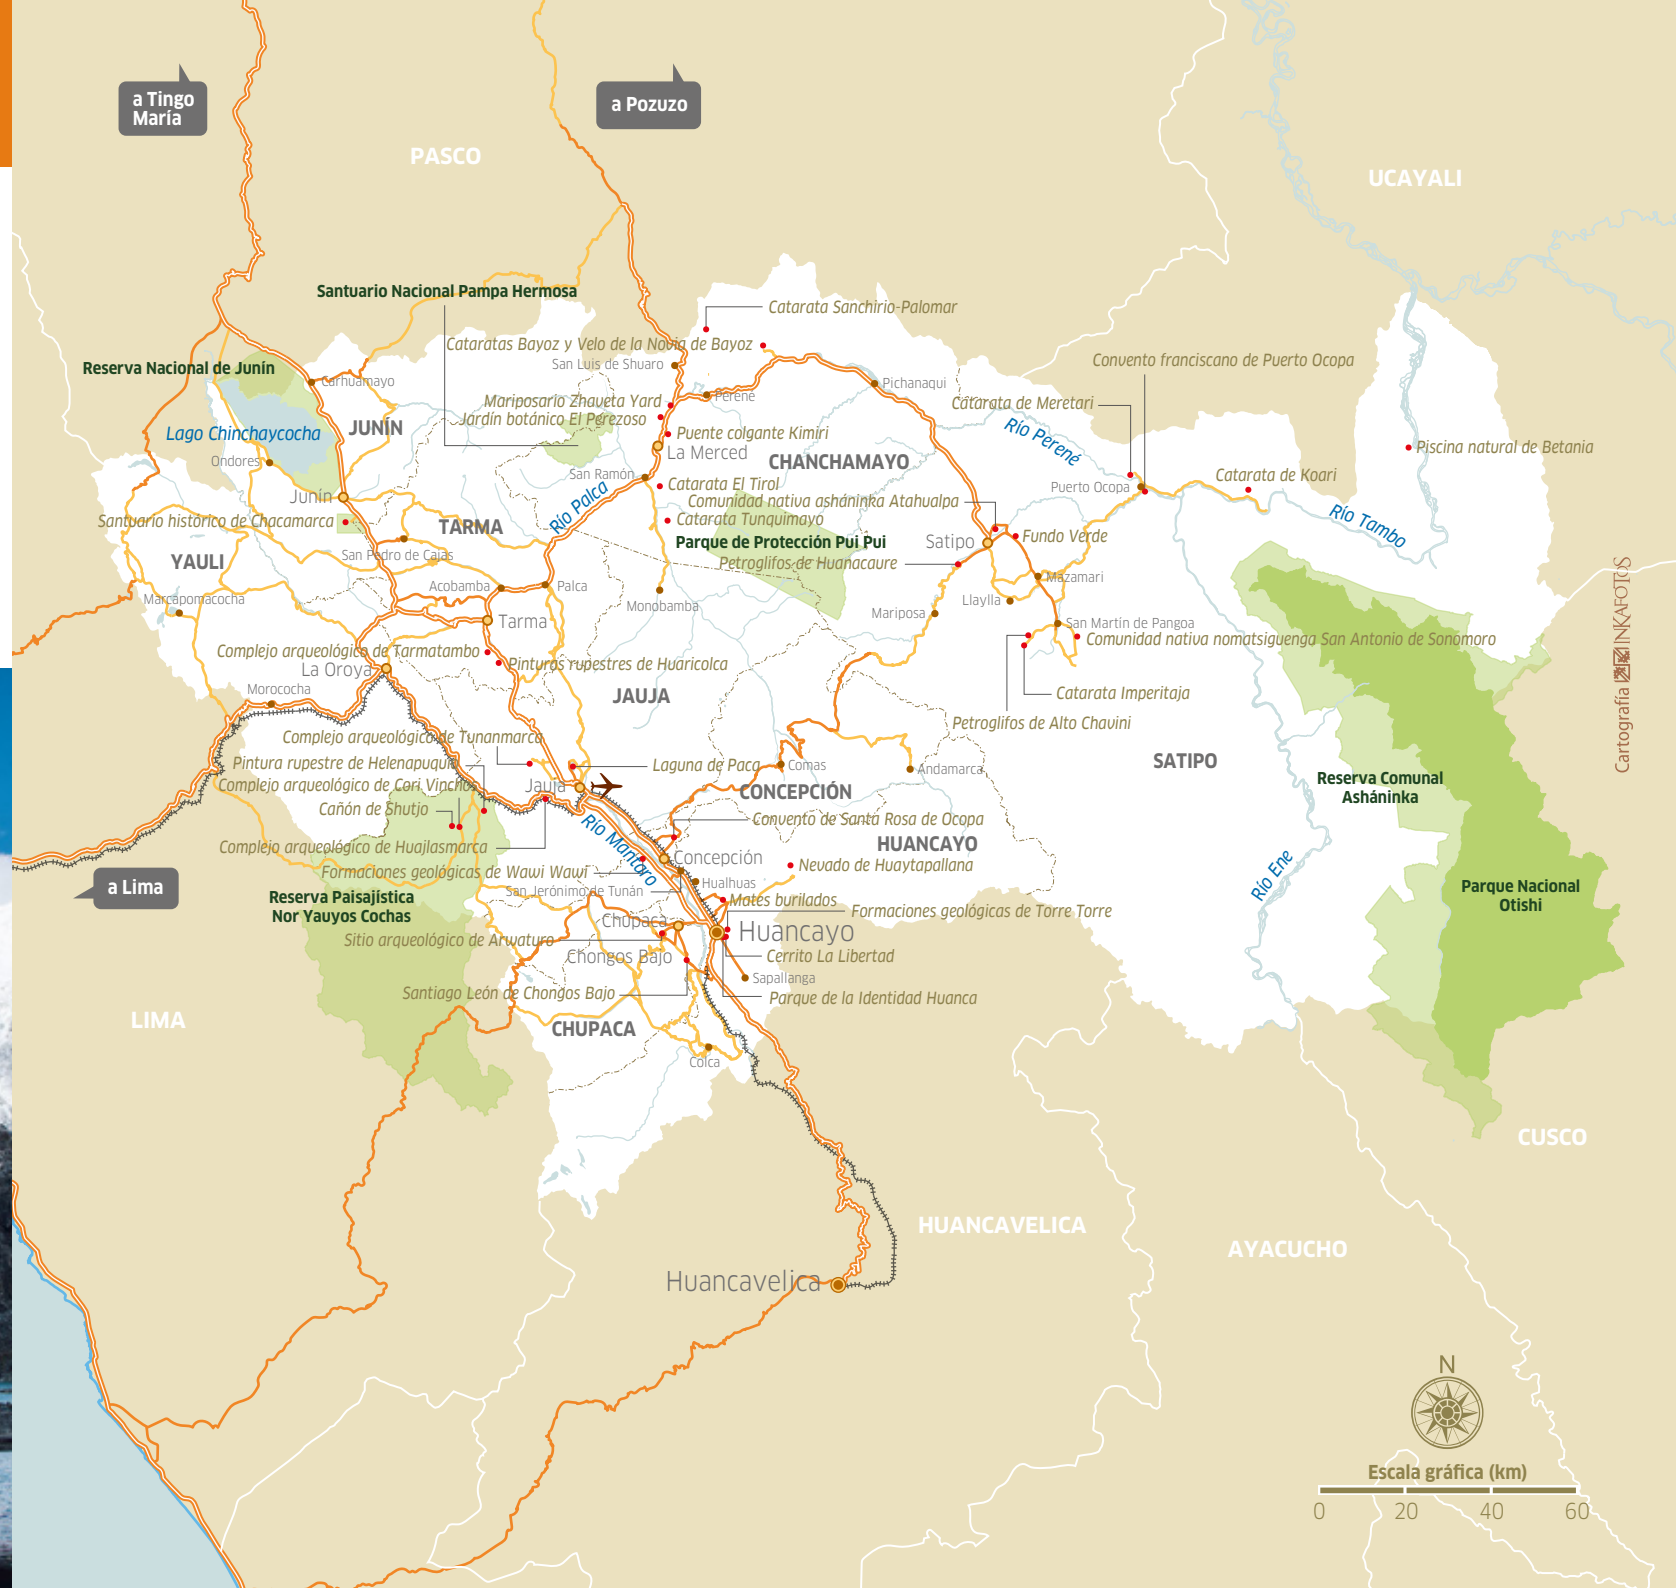 a Tingo
María
a Pozuzo
PASCO
UCAYALI
Santuario Nacional Pampa Hermosa
Catarata Sanchirio-Palomar
Cataratas Bayoz y Velo de la Novia de Bayoz
Reserva Nacional de Junín
San Luis de Shuaro
Convento franciscano de Puerto Ocopa
Carhuamayo
Pichanaqui
Perené
Mariposario Zhaveta Yard
Catarata de Meretari
Jardín botánico El Perezoso
Lago Chinchaycocha
JUNÍN
Puente colgante Kimiri
Río Perené
La Merced
Piscina natural de Betania
Ondores
CHANCHAMAYO
San Ramón
Catarata de Koari
Catarata El Tirol
Puerto Ocopa
Junín
Río Palca
Comunidad nativa asháninka Atahualpa
Santuario histórico de Chacamarca
TARMA
Catarata Tunquimayo
Río Tambo
San Pedro de Cajas
Parque de Protección Pui Pui
Satipo
Fundo Verde
YAULI
Petroglifos de Huanacaure
Mazamari
Acobamba
Palca
Marcapomacocha
Monobamba
Llaylla
Mariposa
Tarma
San Martín de Pangoa
Comunidad nativa nomatsiguenga San Antonio de Sonomoro
Complejo arqueológico de Tarmatambo
Pinturas rupestres de Huaricolca
La Oroya
Morococha
JAUJA
Catarata Imperitaja
Petroglifos de Alto Chavini
Complejo arqueológico de Tunanmarca
SATIPO
Pintura rupestre de Helenapuquio
Laguna de Paca
Comas
Andamarca
Reserva Comunal
Asháninka
Complejo arqueológico de Cori Vinchos
Jauja
CONCEPCIÓN
Cañón de Shutjo
Río Mantaro
Convento de Santa Rosa de Ocopa
Complejo arqueológico de Huajlasmarca
HUANCAYO
Concepción
Nevado de Huaytapallana
Formaciones geológicas de Wawi Wawi
Río Ene
a Lima
San Jerónimo de Tunán
Hualhuas
Parque Nacional
Otishi
Reserva Paisajística
Nor Yauyos Cochas
Mates burilados
Formaciones geológicas de Torre Torre
Chupaca
Huancayo
Sitio arqueológico de Arwaturo
Chongos Bajo
Cerrito La Libertad
Sapallanga
Santiago León de Chongos Bajo
Parque de la Identidad Huanca
LIMA
CHUPACA
Colca
CUSCO
HUANCAVELICA
AYACUCHO
Huancavelica
Cartografía INKAFOTOS
N
Escala gráfica (km)
0 20 40 60